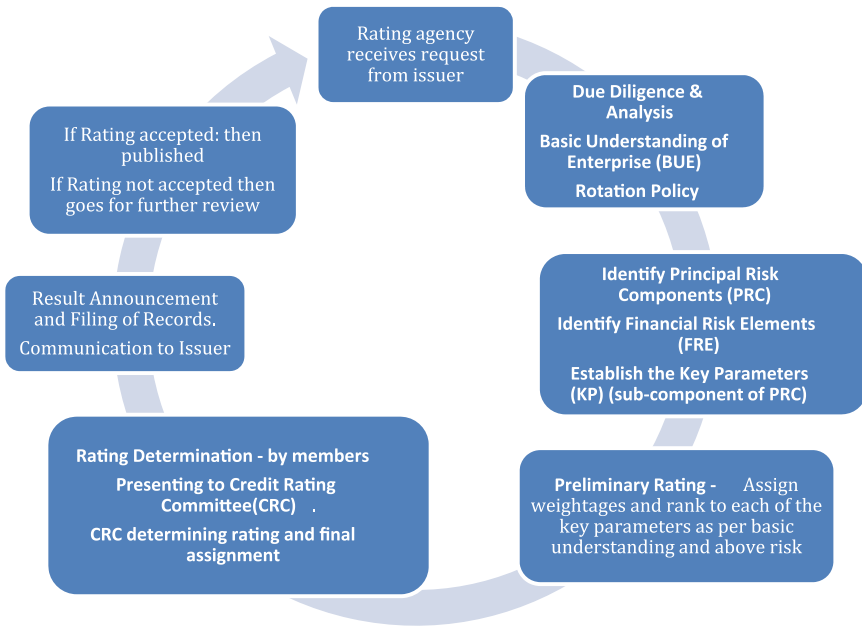 Rating agency
receives request
from issuer
Due Diligence &
Analysis
Basic Understanding of
Enterprise (BUE)
Rotation Policy
Identify Principal Risk
Components (PRC)
Identify Financial Risk Elements
(FRE)
Establish the Key Parameters
(KP) (sub-component of PRC)
Preliminary Rating - Assign
weightages and rank to each of the
key parameters as per basic
understanding and above risk
Rating Determination - by members
Presenting to Credit Rating
Committee(CRC) .
CRC determining rating and final
assignment
Result Announcement
and Filing of Records.
Communication to Issuer
If Rating accepted: then
published
If Rating not accepted then
goes for further review